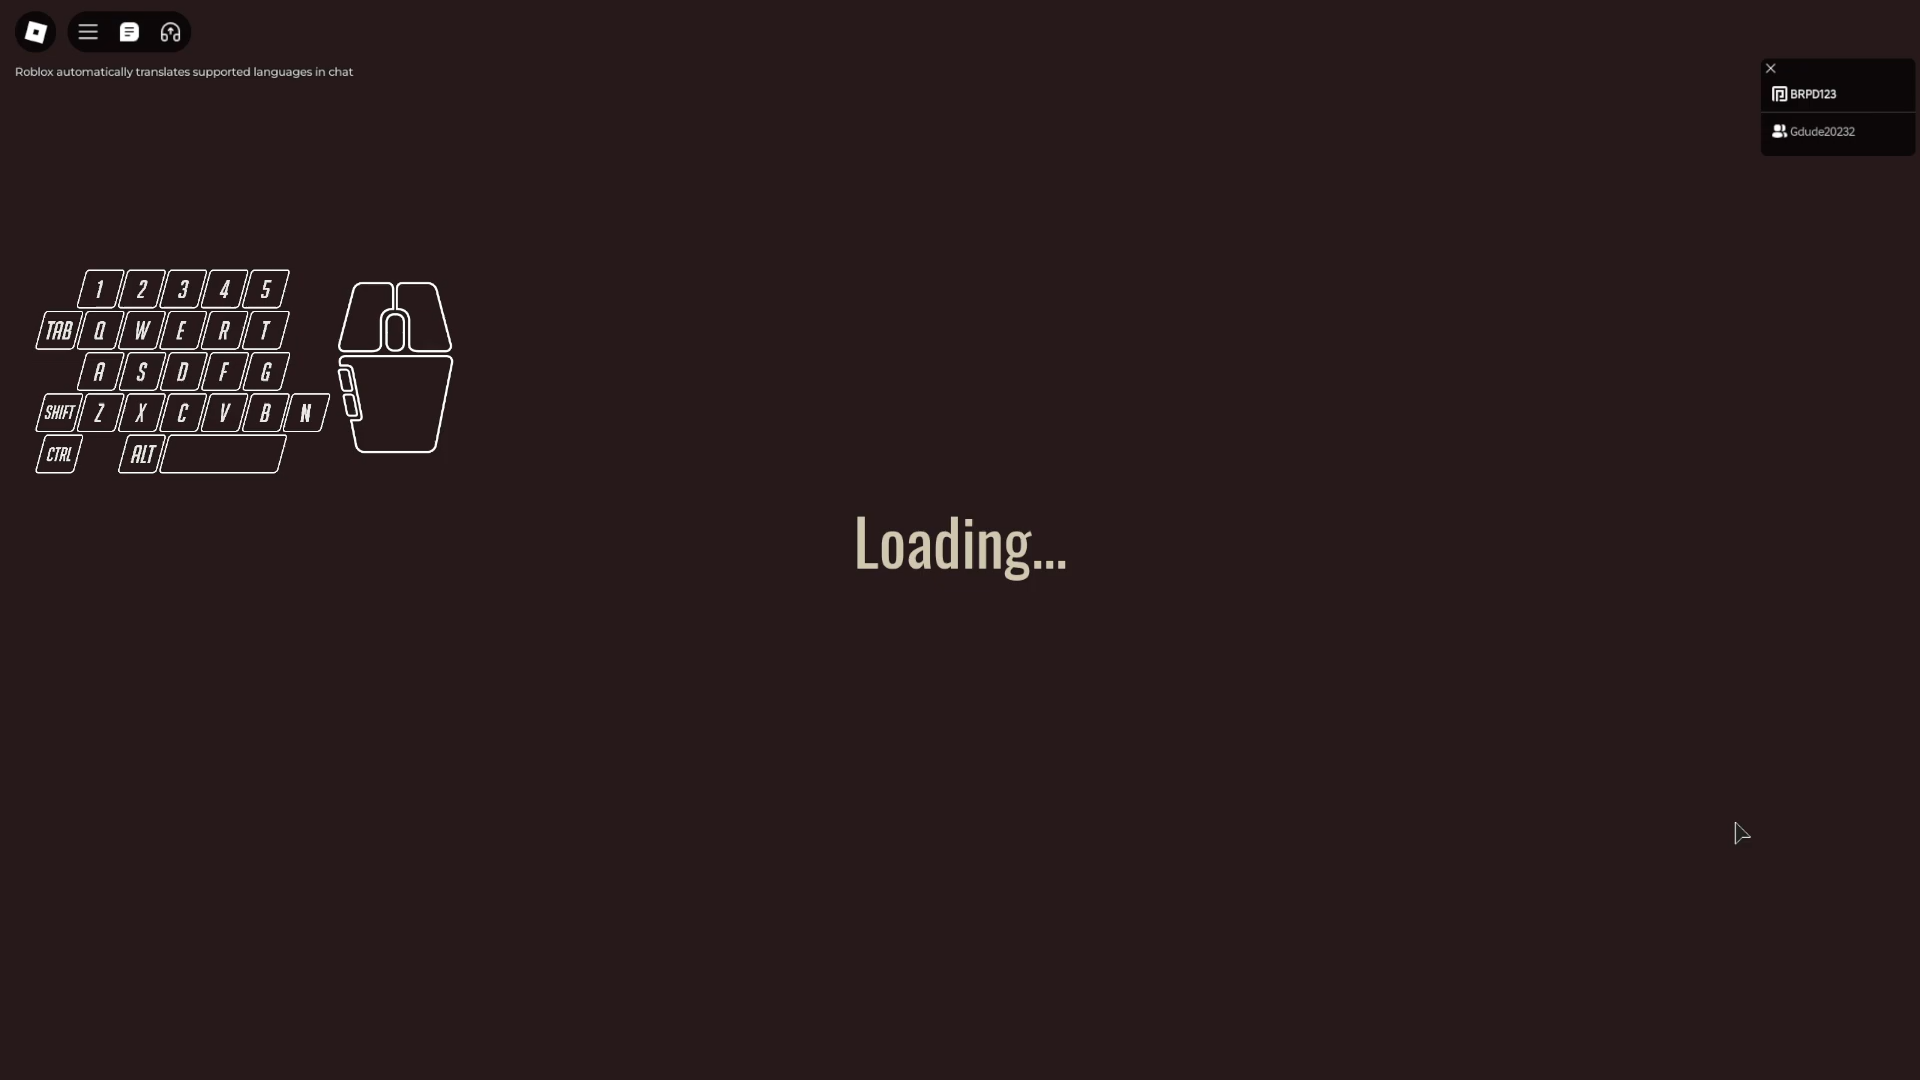 Roblox automatically translates supported languages in chat
BRPD123
Gdude20232
1 2 3 4 5
TAB Q W E R T
A S D F G
SHIFT Z X C V B N
CTRL ALT
Loading...